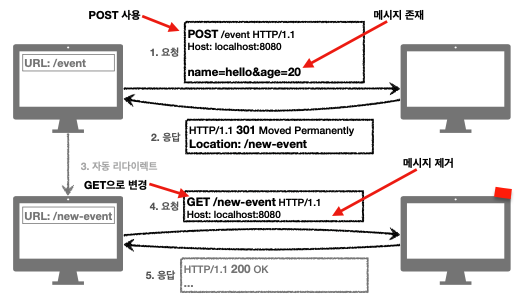 POST 사용
메시지 존재
URL: /event
1. 요청
POST /event HTTP/1.1
Host: localhost:8080
name=hello&age=20
2. 응답
HTTP/1.1 301 Moved Permanently
Location: /new-event
3. 자동 리다이렉트
메시지 제거
GET으로 변경
URL: /new-event
4. 요청
GET /new-event HTTP/1.1
Host: localhost:8080
5. 응답
HTTP/1.1 200 OK
...